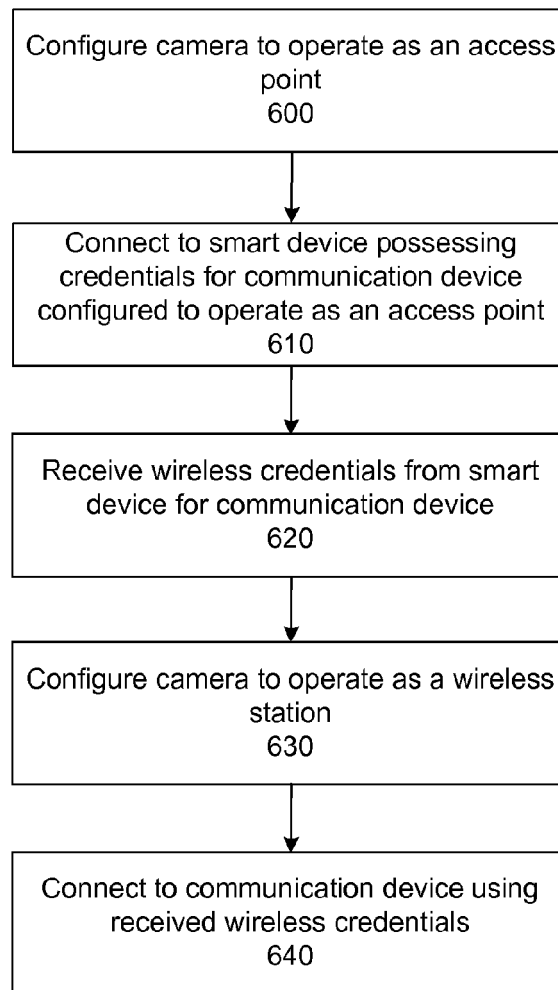 Configure camera to operate as an access
point
600
Connect to smart device possessing
credentials for communication device
configured to operate as an access point
610
Receive wireless credentials from smart
device for communication device
620
Configure camera to operate as a wireless
station
630
Connect to communication device using
received wireless credentials
640